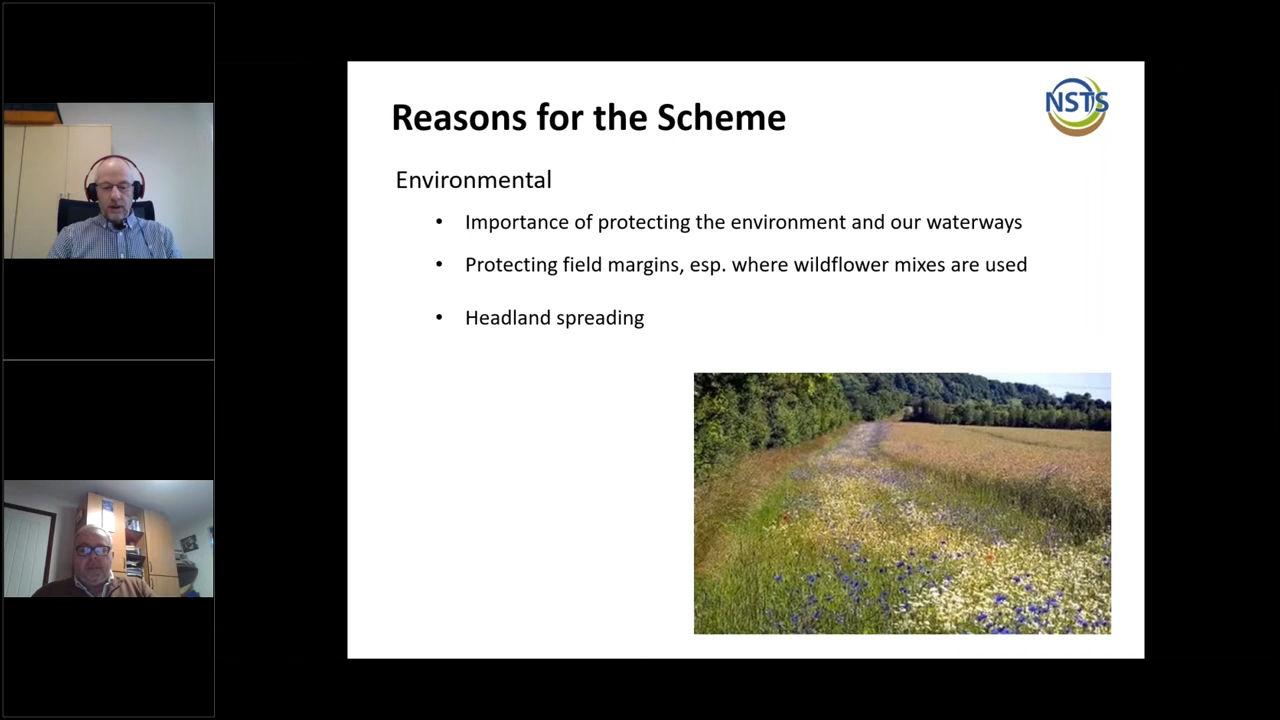 Reasons for the Scheme
NSTS
Environmental
• Importance of protecting the environment and our waterways
• Protecting field margins, esp. where wildflower mixes are used
• Headland spreading